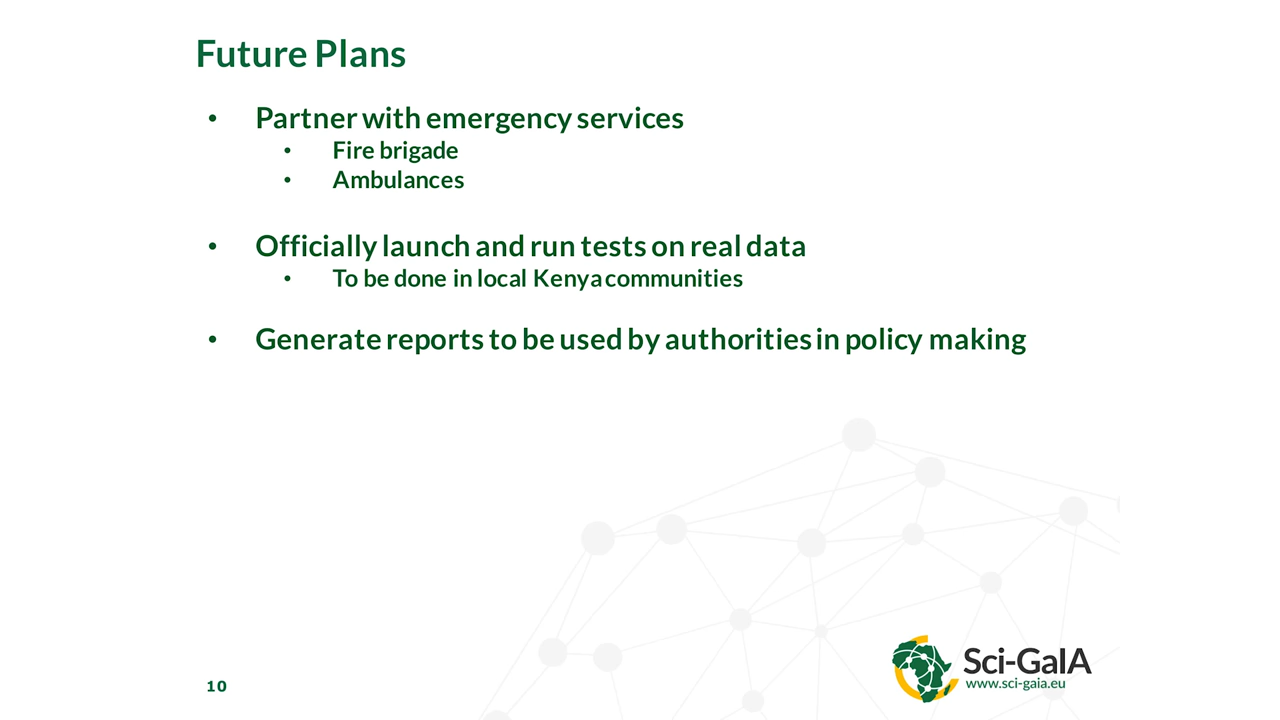 Future Plans
• Partner with emergency services
• Fire brigade
• Ambulances
• Officially launch and run tests on real data
• To be done in local Kenya communities
• Generate reports to be used by authorities in policy making
Sci-GaIA
www.sci-gaia.eu
10